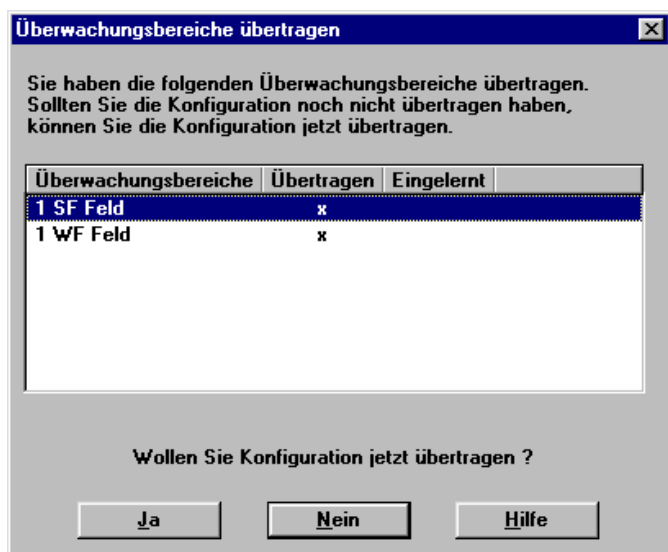 Überwachungsbereiche übertragen
Sie haben die folgenden Überwachungsbereiche übertragen.
Sollten Sie die Konfiguration noch nicht übertragen haben,
können Sie die Konfiguration jetzt übertragen.
Überwachungsbereiche Übertragen Eingelernt
1 SF Feld x
1 WF Feld x
Wollen Sie Konfiguration jetzt übertragen ?
Ja Nein Hilfe